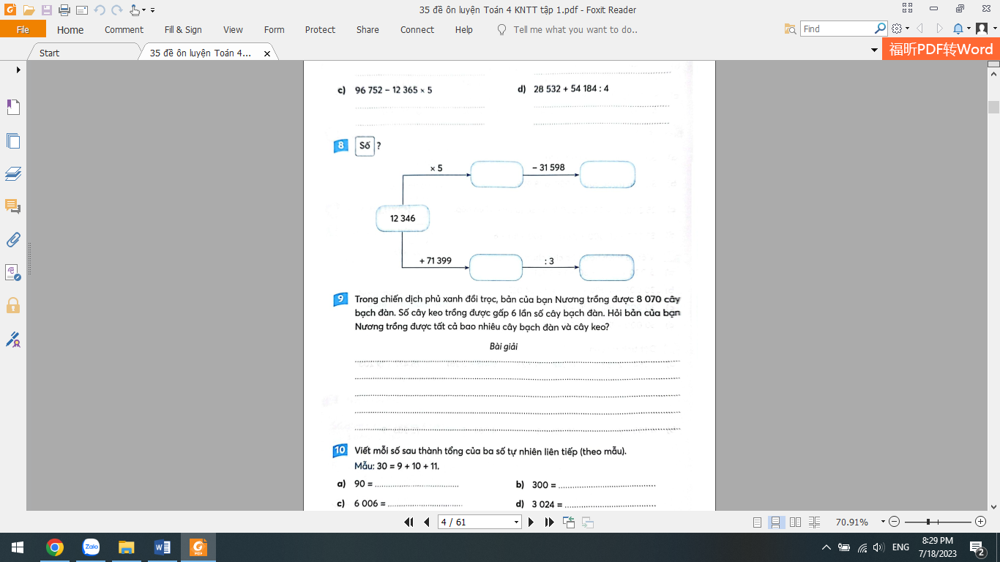 35 đề ôn luyện Toán 4 KNTT tập 1.pdf - Foxit Reader
File Home Comment Fill & Sign View Form Protect Share Connect Help Tell me what you want to do.. Find
Start 35 đề ôn luyện Toán 4... 福昕PDF转Word
c) 96 752 – 12 365 × 5 d) 28 532 + 54 184 : 4
8 Số ?
× 5 – 31 598
12 346
+ 71 399 : 3
9 Trong chiến dịch phủ xanh đồi trọc, bản của bạn Nương trồng được 8 070 cây
bạch đàn. Số cây keo trồng được gấp 6 lần số cây bạch đàn. Hỏi bản của bạn
Nương trồng được tất cả bao nhiêu cây bạch đàn và cây keo?
Bài giải
10 Viết mỗi số sau thành tổng của ba số tự nhiên liên tiếp (theo mẫu).
Mẫu: 30 = 9 + 10 + 11.
a) 90 = .............................. b) 300 = ..............................
c) 6 006 = .............................. d) 3 024 = ..............................
4 / 61 70.91%
Zalo W PDF ENG 8:29 PM
7/18/2023 2